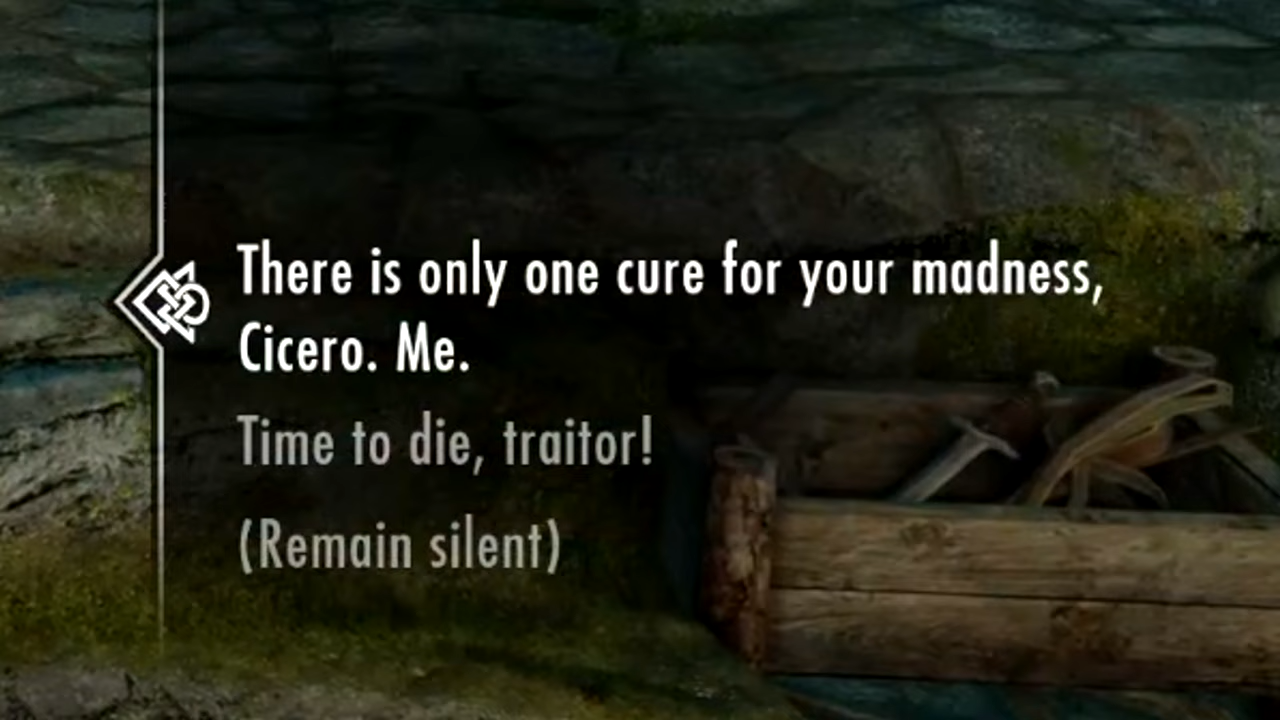 There is only one cure for your madness,
Cicero. Me.
Time to die, traitor!
(Remain silent)